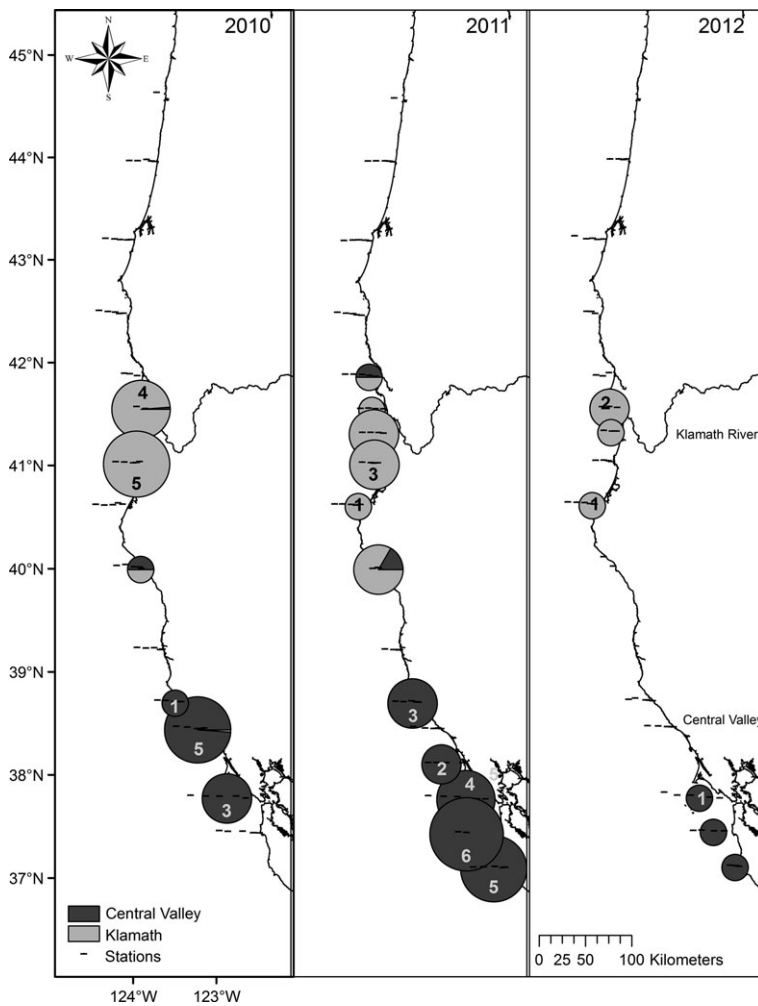 2010
2011
2012
N
W E
S
45°N
44°N
43°N
42°N
41°N
40°N
39°N
38°N
37°N
4
5
1
5
3
3
1
3
2
5
4
6
5
2
1
1
Klamath River
Central Valley
Central Valley
Klamath
Stations
124°W 123°W
0 25 50 100 Kilometers